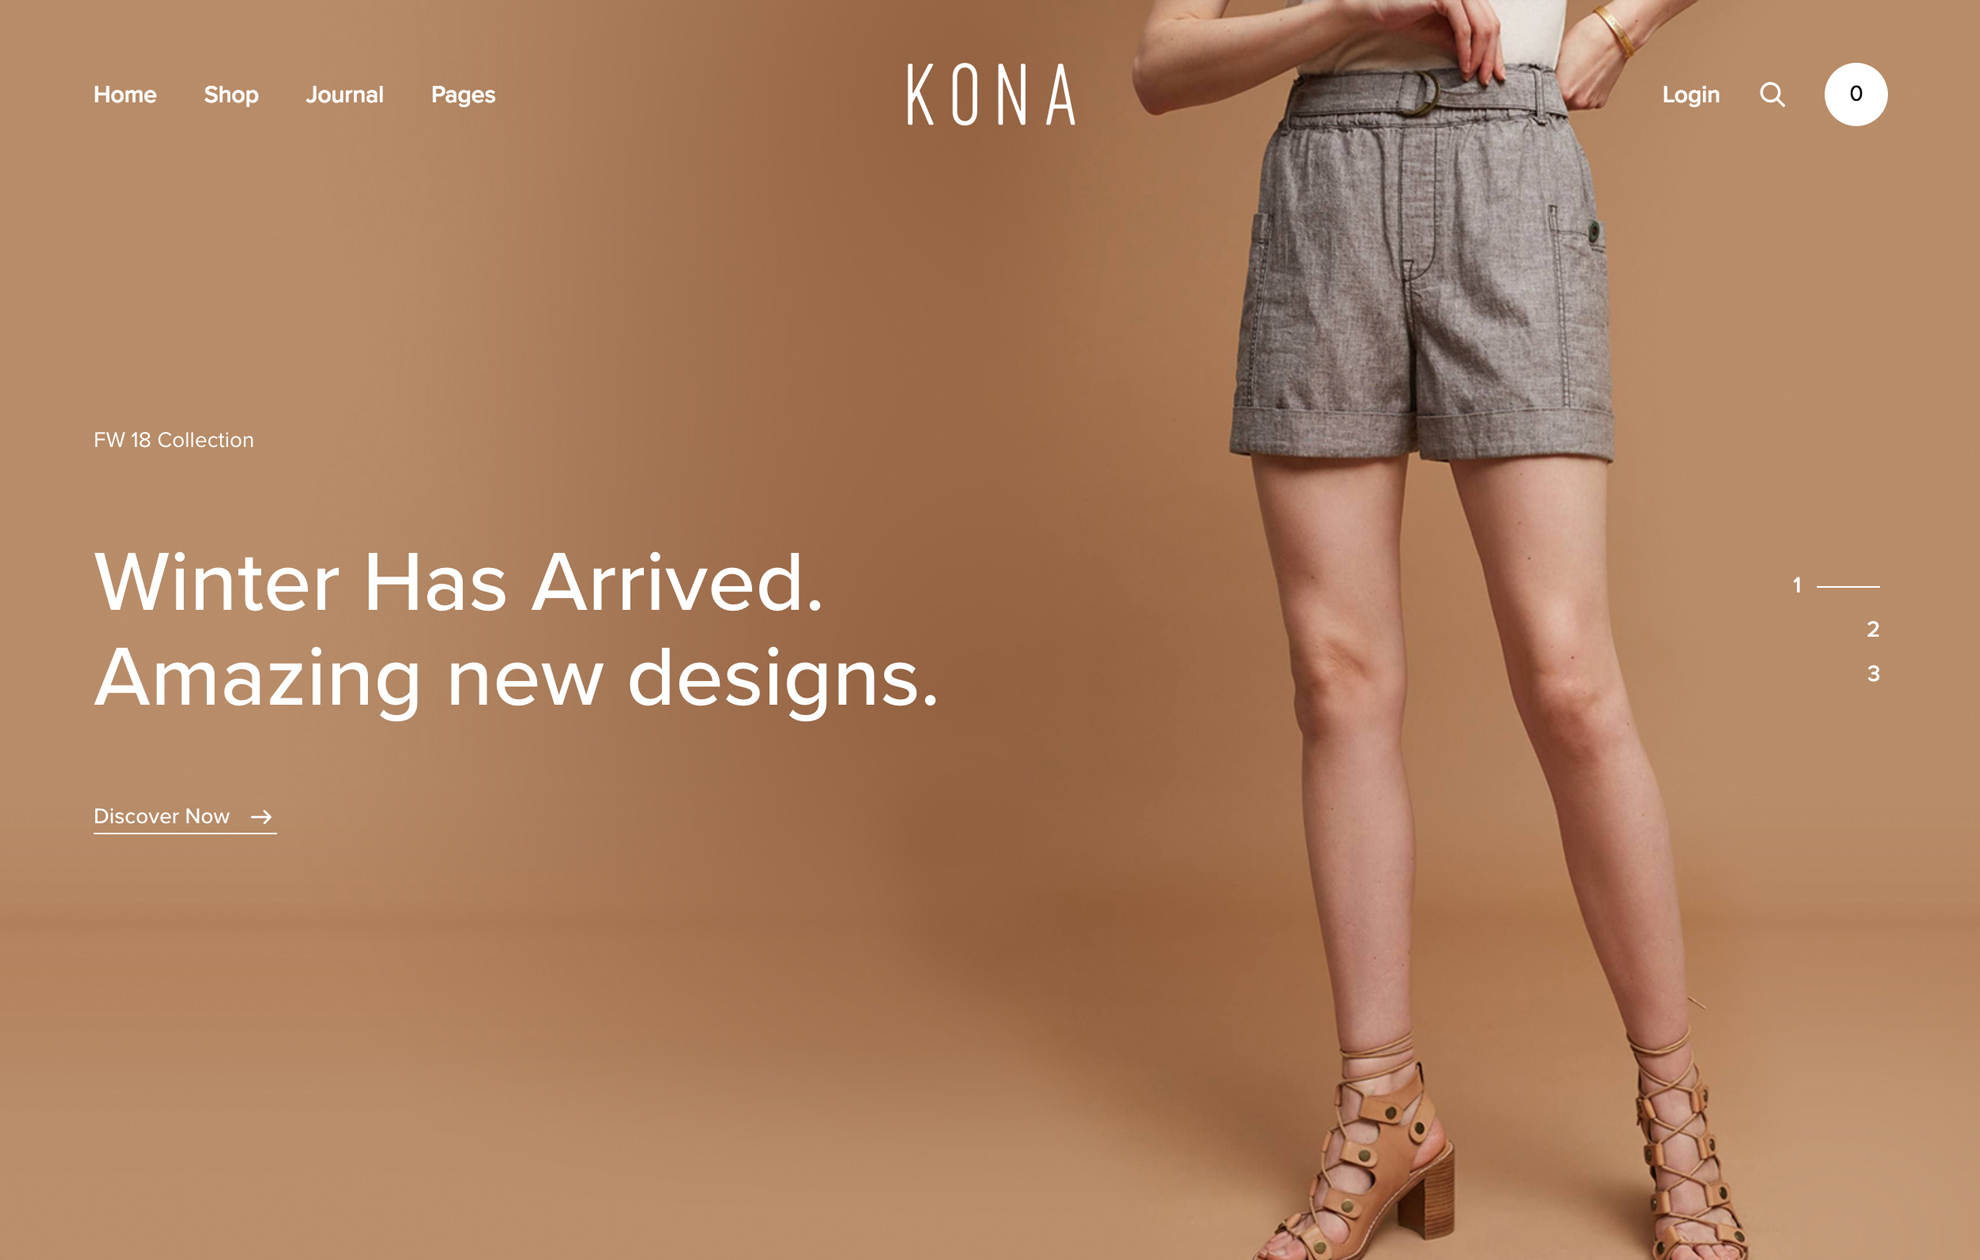 Home Shop Journal Pages KONA Login 0
FW 18 Collection
Winter Has Arrived.
Amazing new designs.
Discover Now →
1
2
3